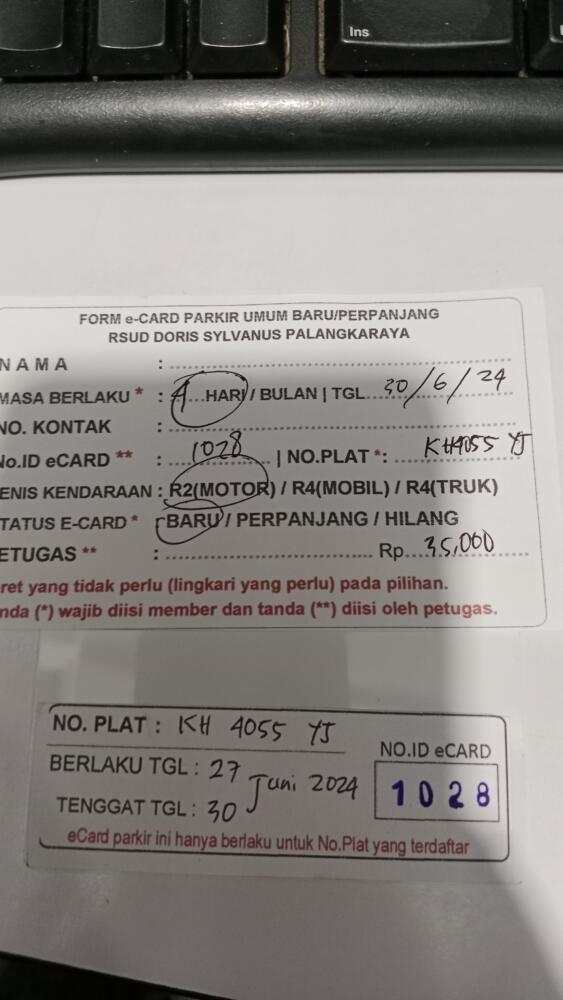 Ins
FORM e-CARD PARKIR UMUM BARU/PERPANJANG
RSUD DORIS SYLVANUS PALANGKARAYA
NAMA :
MASA BERLAKU * : 4 HARI / BULAN | TGL 30/6/24
NO. KONTAK :
No.ID eCARD ** : 1028 | NO.PLAT *: KH4055 YJ
ENIS KENDARAAN : R2(MOTOR) / R4(MOBIL) / R4(TRUK)
TATUS E-CARD * : BARU / PERPANJANG / HILANG
ETUGAS ** : Rp. 35,000
ret yang tidak perlu (lingkari yang perlu) pada pilihan.
nda (*) wajib diisi member dan tanda (**) diisi oleh petugas.
NO. PLAT : KH 4055 YJ
BERLAKU TGL : 27 Juni 2024
TENGGAT TGL : 30
NO.ID eCARD
1028
eCard parkir ini hanya berlaku untuk No.Plat yang terdaftar